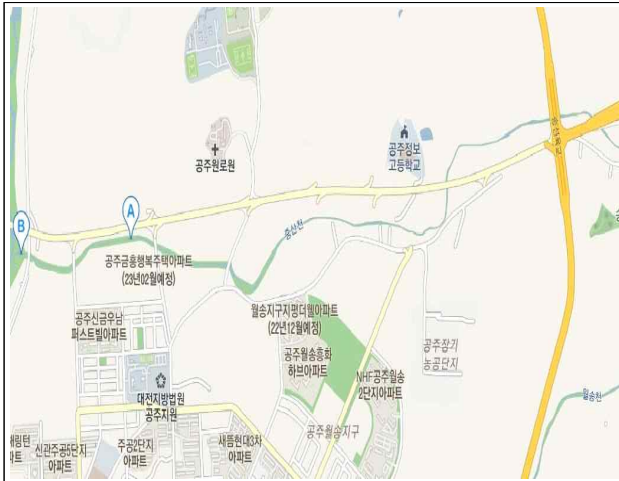 공주원로원
공주정보
고등학교
송선학교
B
A
정산천
공주금흥행복주택아파트
(23년02월예정)
공주신금우남
퍼스트빌아파트
월송지구지명더웰아파트
(22년12월예정)
공주월송흥화
하브아파트
공주장기
농공단지
NHF공주월송
2단지아파트
대전지방법원
공주지원
월송천
공주월송지구
신관주공5단지
아파트
주공2단지
아파트
새뜸현대3차
아파트